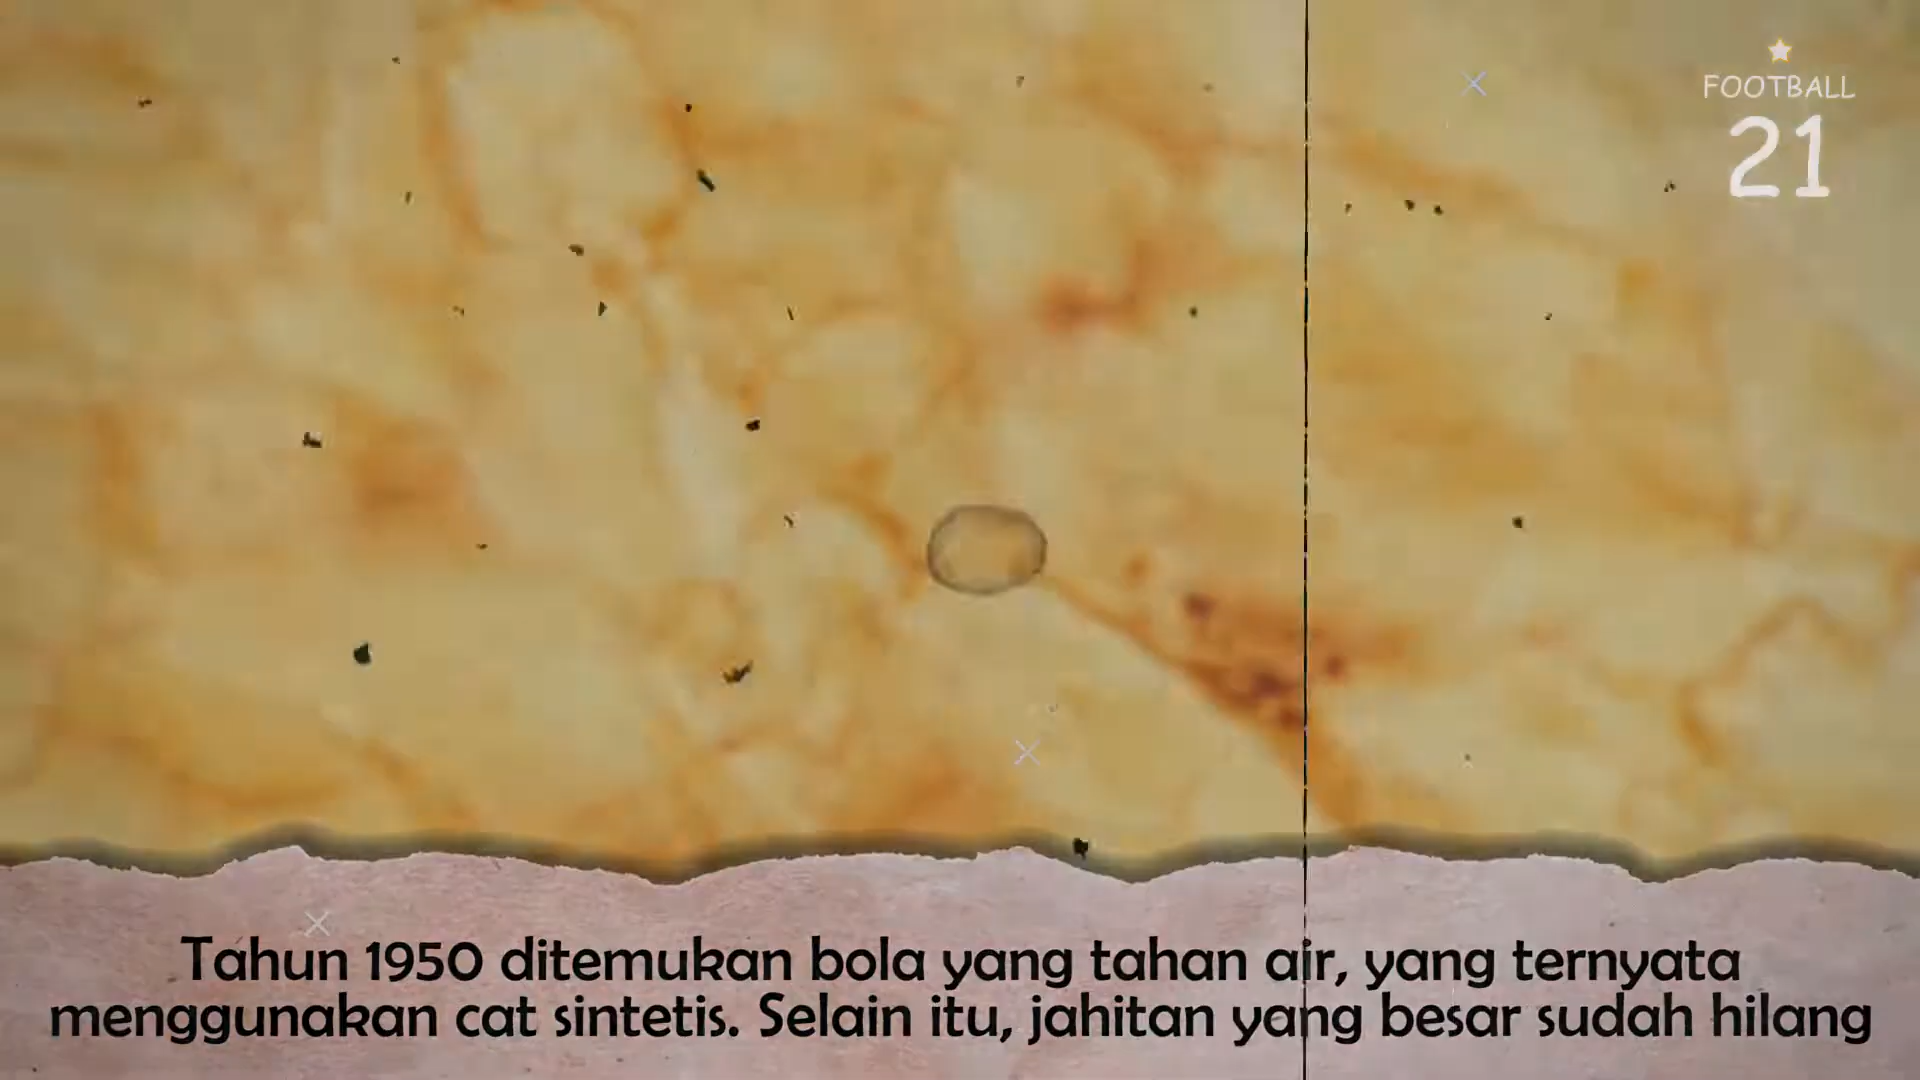 FOOTBALL
21
Tahun 1950 ditemukan bola yang tahan air, yang ternyata
menggunakan cat sintetis. Selain itu, jahitan yang besar sudah hilang